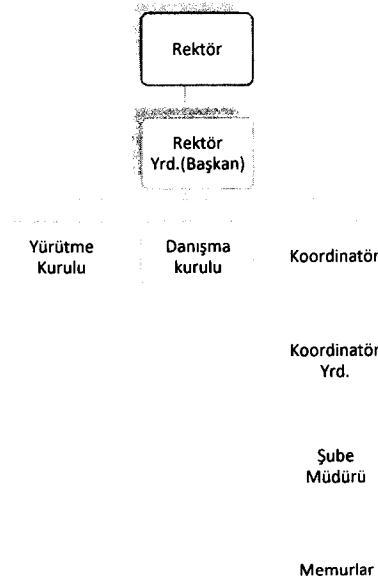 Rektör
Rektör
Yrd.(Başkan)
Yürütme
Kurulu
Danışma
kurulu
Koordinatör
Koordinatör
Yrd.
Şube
Müdürü
Memurlar